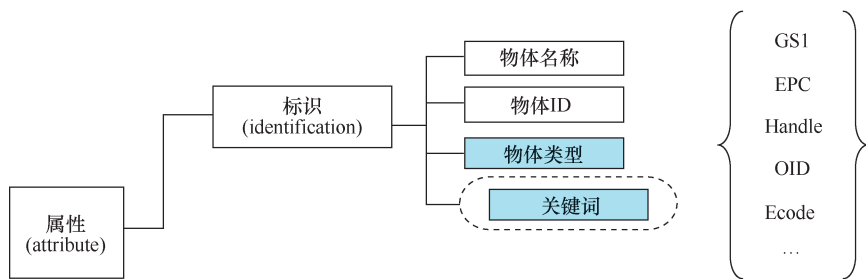 物体名称
标识
(identification)
物体ID
物体类型
关键词
属性
(attribute)
GS1
EPC
Handle
OID
Ecode
…